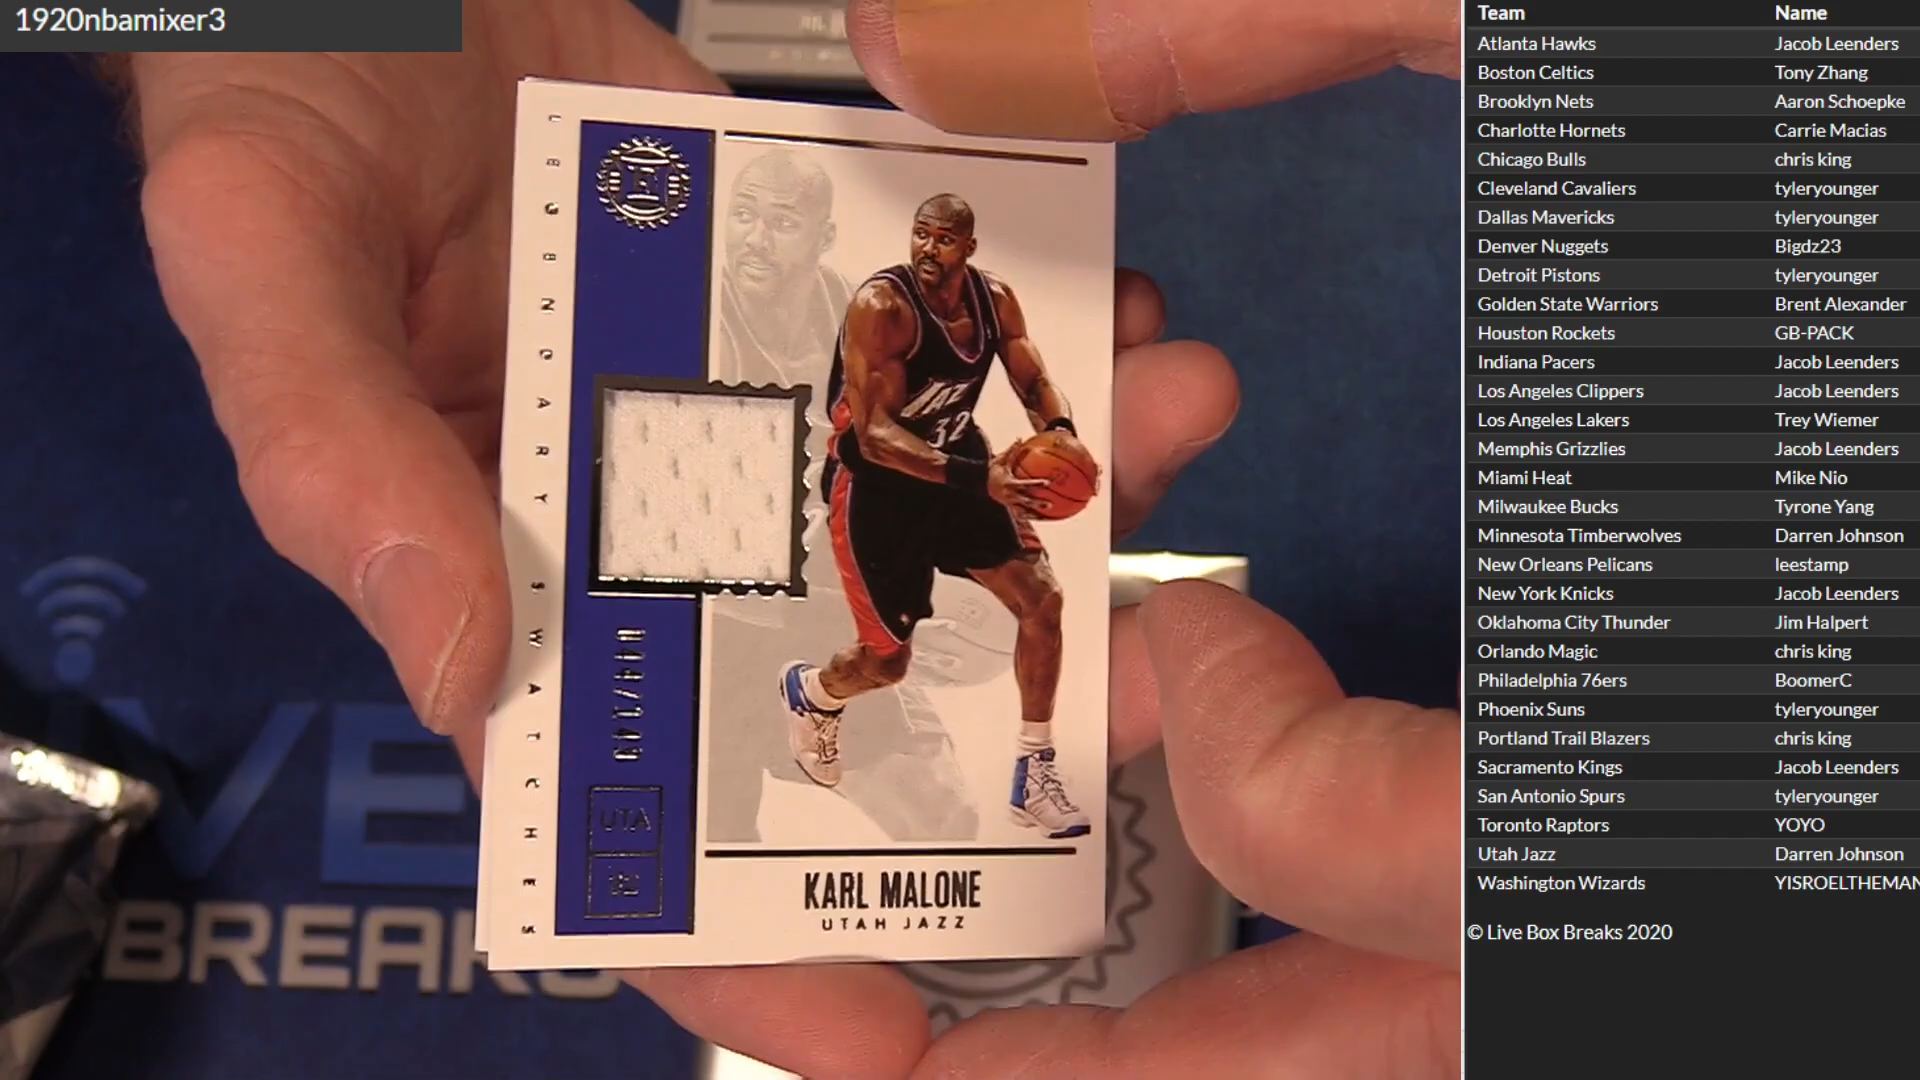 1920nbamixer3
LEGENDARY SWATCHES
JAZZ
32
UTA
KARL MALONE
UTAH JAZZ
VE
BREAKS
Team Name
Atlanta Hawks Jacob Leenders
Boston Celtics Tony Zhang
Brooklyn Nets Aaron Schoepke
Charlotte Hornets Carrie Macias
Chicago Bulls chris king
Cleveland Cavaliers tyleryounger
Dallas Mavericks tyleryounger
Denver Nuggets Bigdz23
Detroit Pistons tyleryounger
Golden State Warriors Brent Alexander
Houston Rockets GB-PACK
Indiana Pacers Jacob Leenders
Los Angeles Clippers Jacob Leenders
Los Angeles Lakers Trey Wiemer
Memphis Grizzlies Jacob Leenders
Miami Heat Mike Nio
Milwaukee Bucks Tyrone Yang
Minnesota Timberwolves Darren Johnson
New Orleans Pelicans leestamp
New York Knicks Jacob Leenders
Oklahoma City Thunder Jim Halpert
Orlando Magic chris king
Philadelphia 76ers BoomerC
Phoenix Suns tyleryounger
Portland Trail Blazers chris king
Sacramento Kings Jacob Leenders
San Antonio Spurs tyleryounger
Toronto Raptors YOYO
Utah Jazz Darren Johnson
Washington Wizards YISROELTHEMAN
© Live Box Breaks 2020